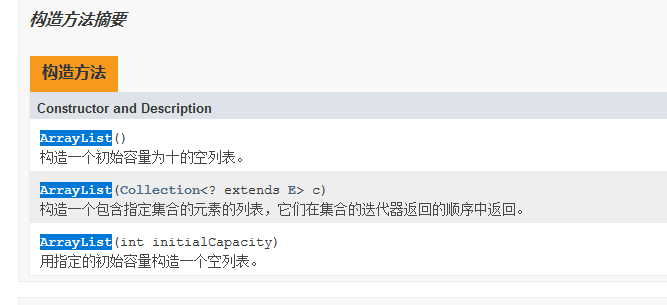 构造方法摘要
构造方法
Constructor and Description
ArrayList()
构造一个初始容量为十的空列表。
ArrayList(Collection<? extends E> c)
构造一个包含指定集合的元素的列表，它们在集合的迭代器返回的顺序中返回。
ArrayList(int initialCapacity)
用指定的初始容量构造一个空列表。